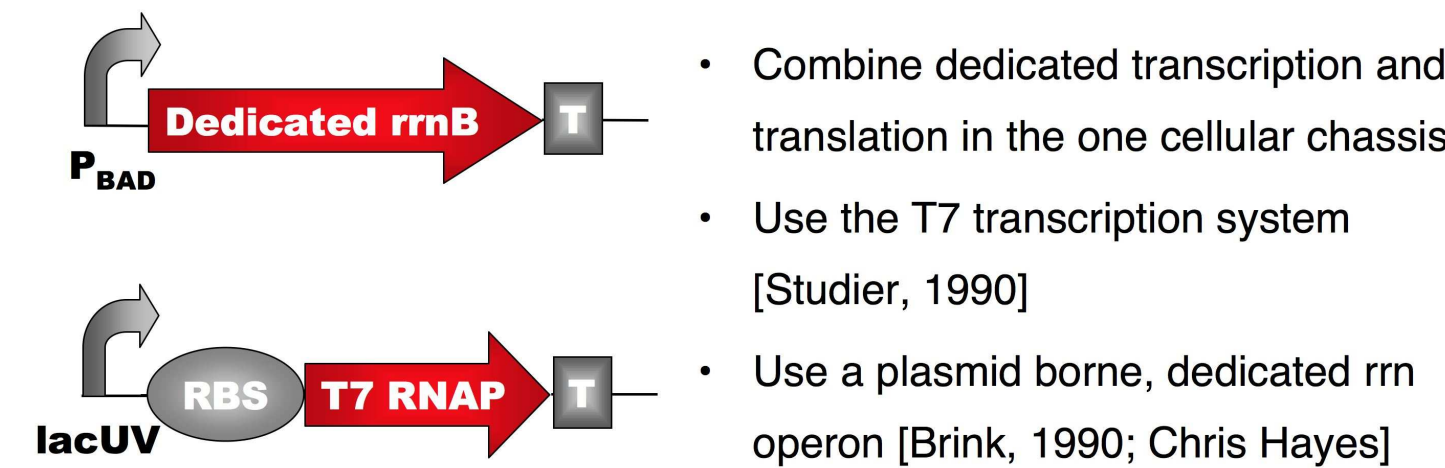 Dedicated rrnB
T
P_BAD
RBS
T7 RNAP
T
lacUV
• Combine dedicated transcription and
translation in the one cellular chassis
• Use the T7 transcription system
[Studier, 1990]
• Use a plasmid borne, dedicated rrn
operon [Brink, 1990; Chris Hayes]